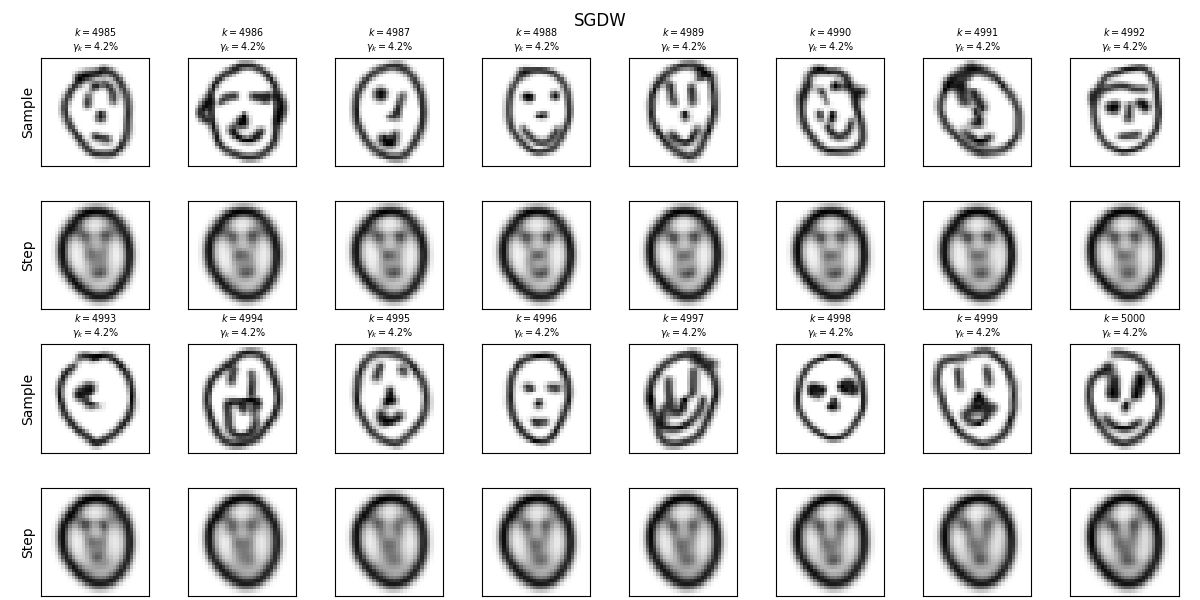 SGDW
k = 4985 k = 4986 k = 4987 k = 4988 k = 4989 k = 4990 k = 4991 k = 4992
γₖ = 4.2% γₖ = 4.2% γₖ = 4.2% γₖ = 4.2% γₖ = 4.2% γₖ = 4.2% γₖ = 4.2% γₖ = 4.2%
Sample
Step
k = 4993 k = 4994 k = 4995 k = 4996 k = 4997 k = 4998 k = 4999 k = 5000
γₖ = 4.2% γₖ = 4.2% γₖ = 4.2% γₖ = 4.2% γₖ = 4.2% γₖ = 4.2% γₖ = 4.2% γₖ = 4.2%
Sample
Step